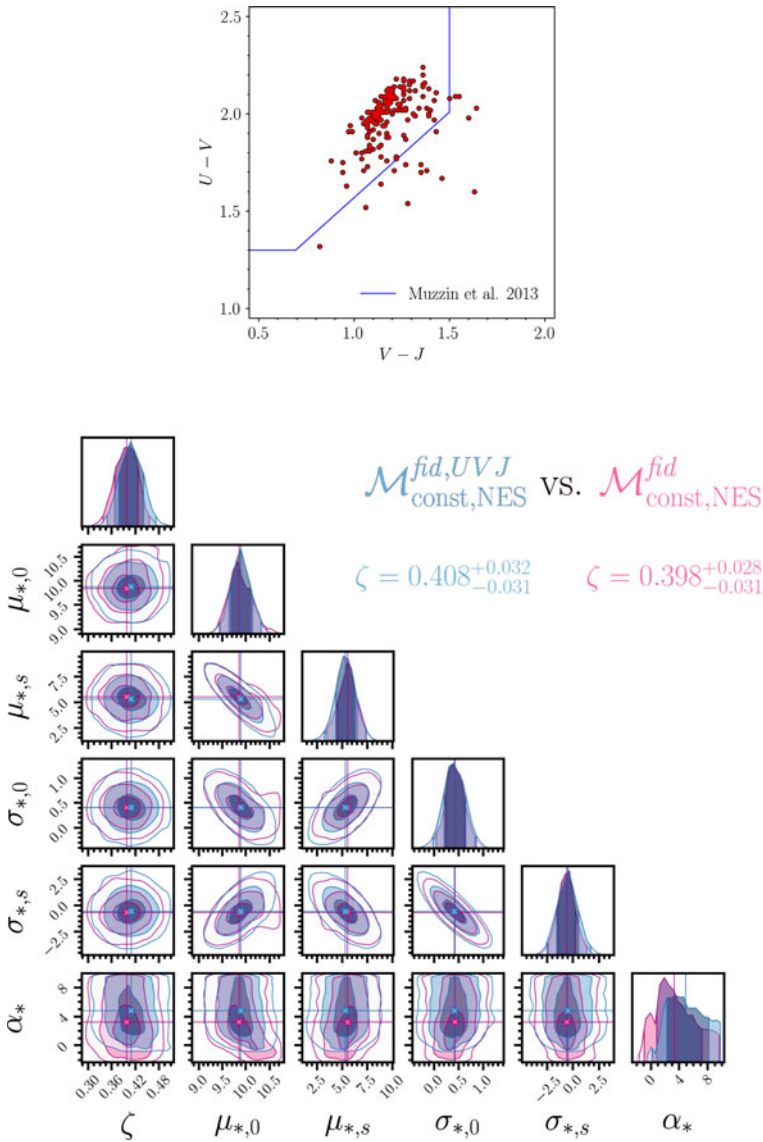 2.5
2.0
1.5
1.0
U − V
Muzzin et al. 2013
0.5 1.0 1.5 2.0
V − J
𝓜^{fid,UVJ}_{const,NES} vs. 𝓜^{fid}_{const,NES}
ζ = 0.408^{+0.032}_{−0.031} ζ = 0.398^{+0.028}_{−0.031}
μ_{*,0}
10.5
10.0
9.5
9.0
μ_{*,s}
7.5
5.0
2.5
σ_{*,0}
1.0
0.5
0.0
σ_{*,s}
2.5
0.0
−2.5
α_*
8
4
0
0.30 0.36 0.42 0.48 9.0 9.5 10.0 10.5 2.5 5.0 7.5 10.0 0.0 0.5 1.0 −2.5 0.0 2.5 0 4 8
ζ μ_{*,0} μ_{*,s} σ_{*,0} σ_{*,s} α_*